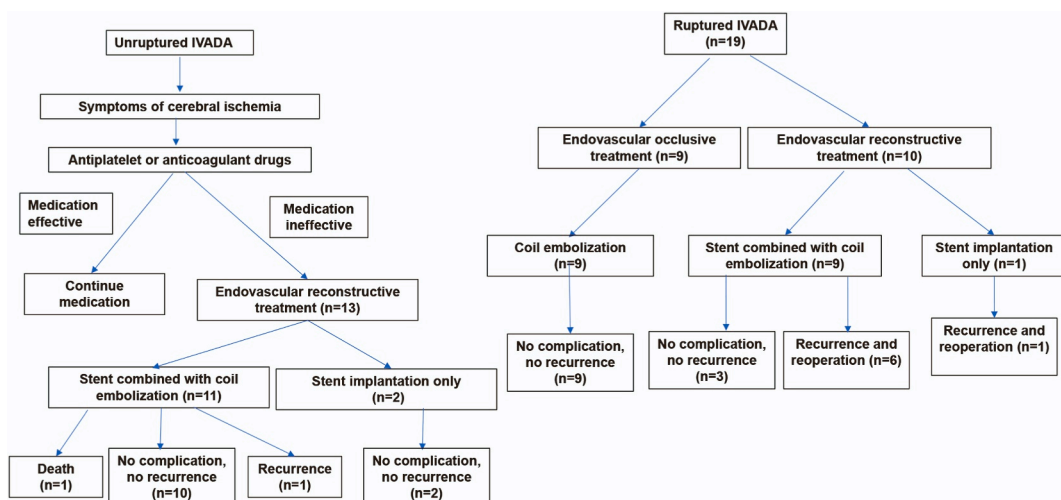 Unruptured IVADA
Symptoms of cerebral ischemia
Antiplatelet or anticoagulant drugs
Medication
effective
Medication
ineffective
Continue
medication
Endovascular reconstructive
treatment (n=13)
Stent combined with coil
embolization (n=11)
Stent implantation only
(n=2)
Death
(n=1)
No complication,
no recurrence
(n=10)
Recurrence
(n=1)
No complication,
no recurrence
(n=2)
Ruptured IVADA
(n=19)
Endovascular occlusive
treatment (n=9)
Endovascular reconstructive
treatment (n=10)
Coil embolization
(n=9)
Stent combined with coil
embolization (n=9)
Stent implantation
only (n=1)
No complication,
no recurrence
(n=9)
No complication,
no recurrence
(n=3)
Recurrence and
reoperation (n=6)
Recurrence and
reoperation (n=1)